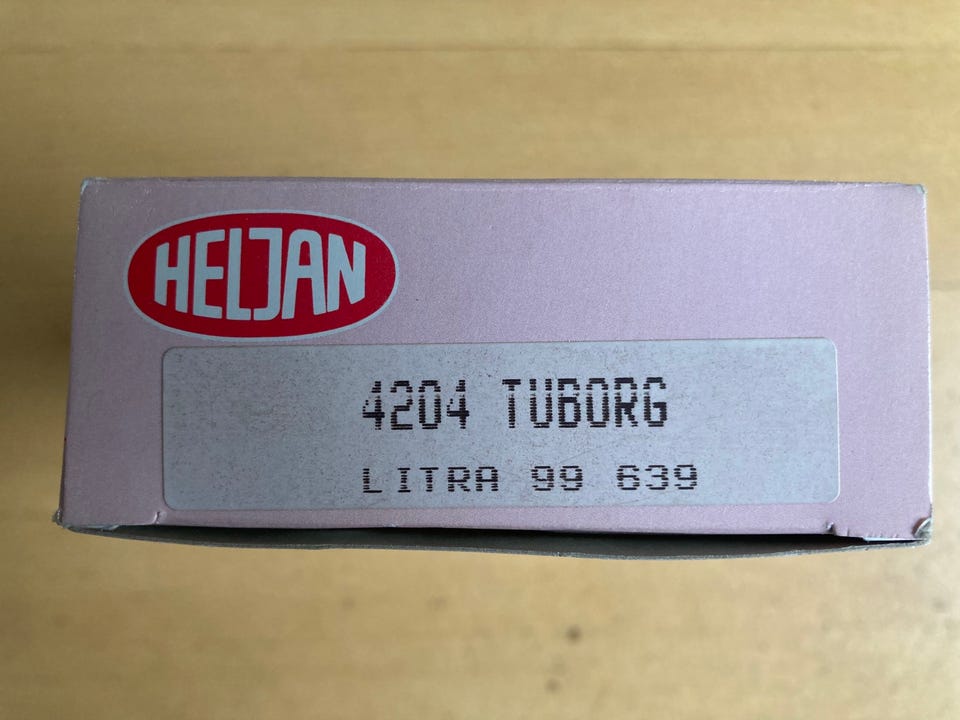 HELJAN
4204 TUBORG
LITRA 99 639